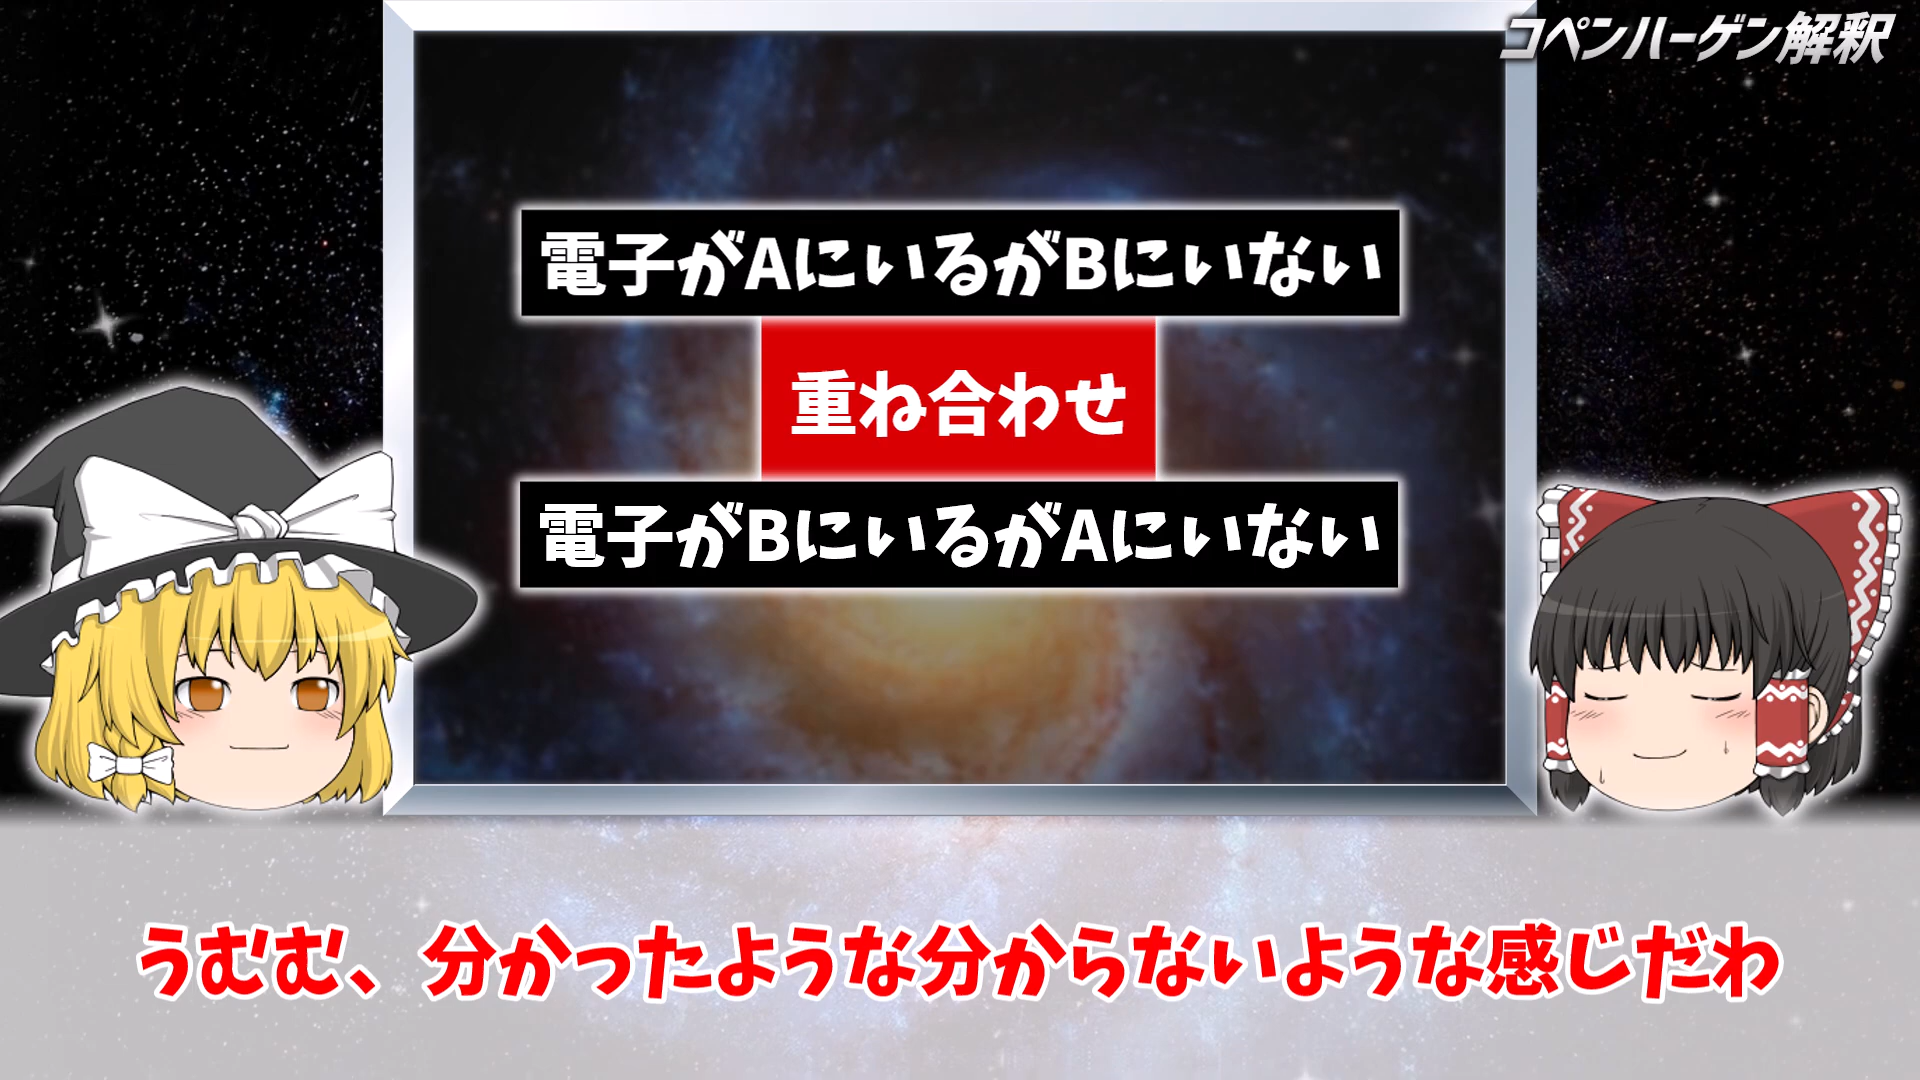 コペンハーゲン解釈
電子がAにいるがBにいない
重ね合わせ
電子がBにいるがAにいない
うむむ、分かったような分からないような感じだわ